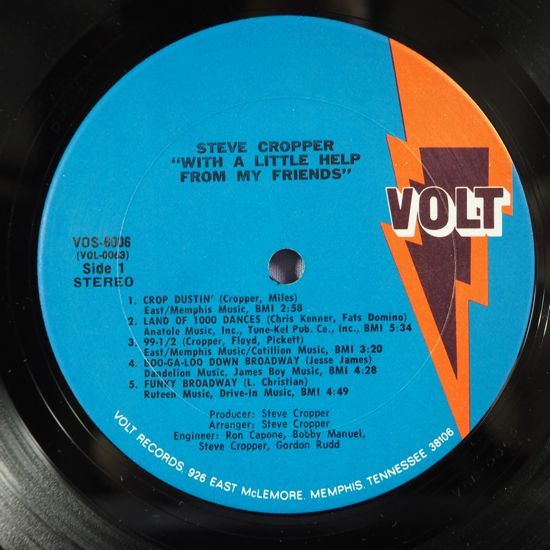 STEVE CROPPER
"WITH A LITTLE HELP
FROM MY FRIENDS"
VOLT
VOS-6006
(VOL-0063)
Side 1
STEREO
1. CROP DUSTIN' (Cropper, Miles)
East/Memphis Music, BMI 2:58
2. LAND OF 1000 DANCES (Chris Kenner, Fats Domino)
Anatole Music, Inc., Tune-Kel Pub. Co., Inc., BMI 5:34
3. 99-1/2 (Cropper, Floyd, Pickett)
East/Memphis Music/Cotillion Music, BMI 3:20
4. BOO-GA-LOO DOWN BROADWAY (Jesse James)
Dandelion Music, James Boy Music, BMI 4:28
5. FUNKY BROADWAY (L. Christian)
Ruteen Music, Drive-In Music, BMI 4:49
Producer: Steve Cropper
Arranger: Steve Cropper
Engineer: Ron Capone, Bobby Manuel,
Steve Cropper, Gordon Rudd
VOLT RECORDS, 926 EAST McLEMORE, MEMPHIS, TENNESSEE 38106